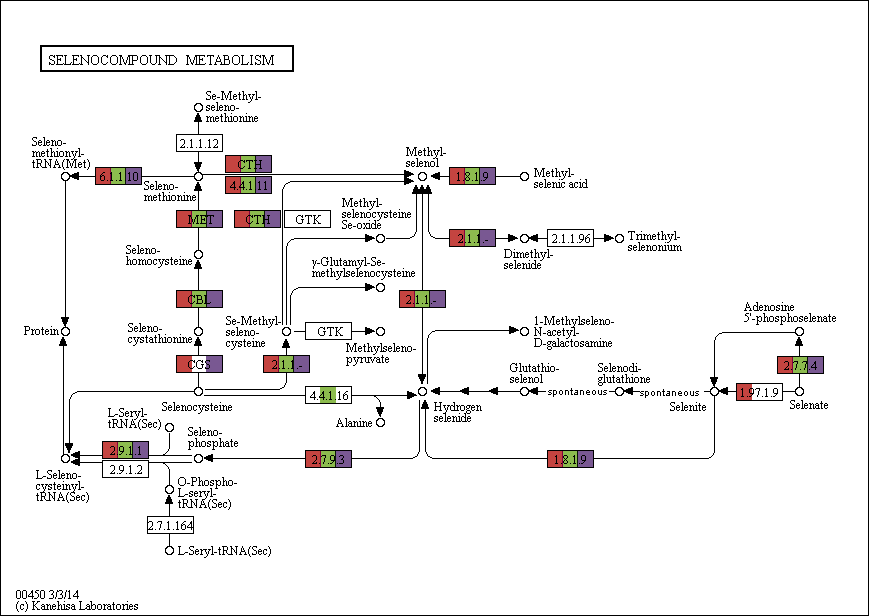 SELENOCOMPOUND METABOLISM
Se-Methyl-
seleno-
methionine
2.1.1.12
Seleno-
methionyl-
tRNA(Met)
6.1.1.10
Seleno-
methionine
CTH
4.4.1.11
Methyl-
selenol
1.8.1.9
Methyl-
selenic acid
MET
CTH
GTK
Methyl-
selenocysteine
Se-oxide
2.1.1.-
Dimethyl-
selenide
2.1.1.96
Trimethyl-
selenonium
Seleno-
homocysteine
γ-Glutamyl-Se-
methylselenocysteine
CBL
2.1.1.-
Protein
Seleno-
cystathionine
Se-Methyl-
seleno-
cysteine
GTK
Methylseleno-
pyruvate
1-Methylseleno-
N-acetyl-
D-galactosamine
Adenosine
5'-phosphoselenate
CGS
2.1.1.-
Glutathio-
selenol
Selenodi-
glutathione
2.7.7.4
Selenocysteine
4.4.1.16
Alanine
Hydrogen
selenide
spontaneous
spontaneous
Selenite
1.97.1.9
Selenate
L-Seryl-
tRNA(Sec)
2.9.1.1
2.9.1.2
Seleno-
phosphate
2.7.9.3
1.8.1.9
L-Seleno-
cysteinyl-
tRNA(Sec)
O-Phospho-
L-seryl-
tRNA(Sec)
2.7.1.164
L-Seryl-tRNA(Sec)
00450 3/3/14
(c) Kanehisa Laboratories